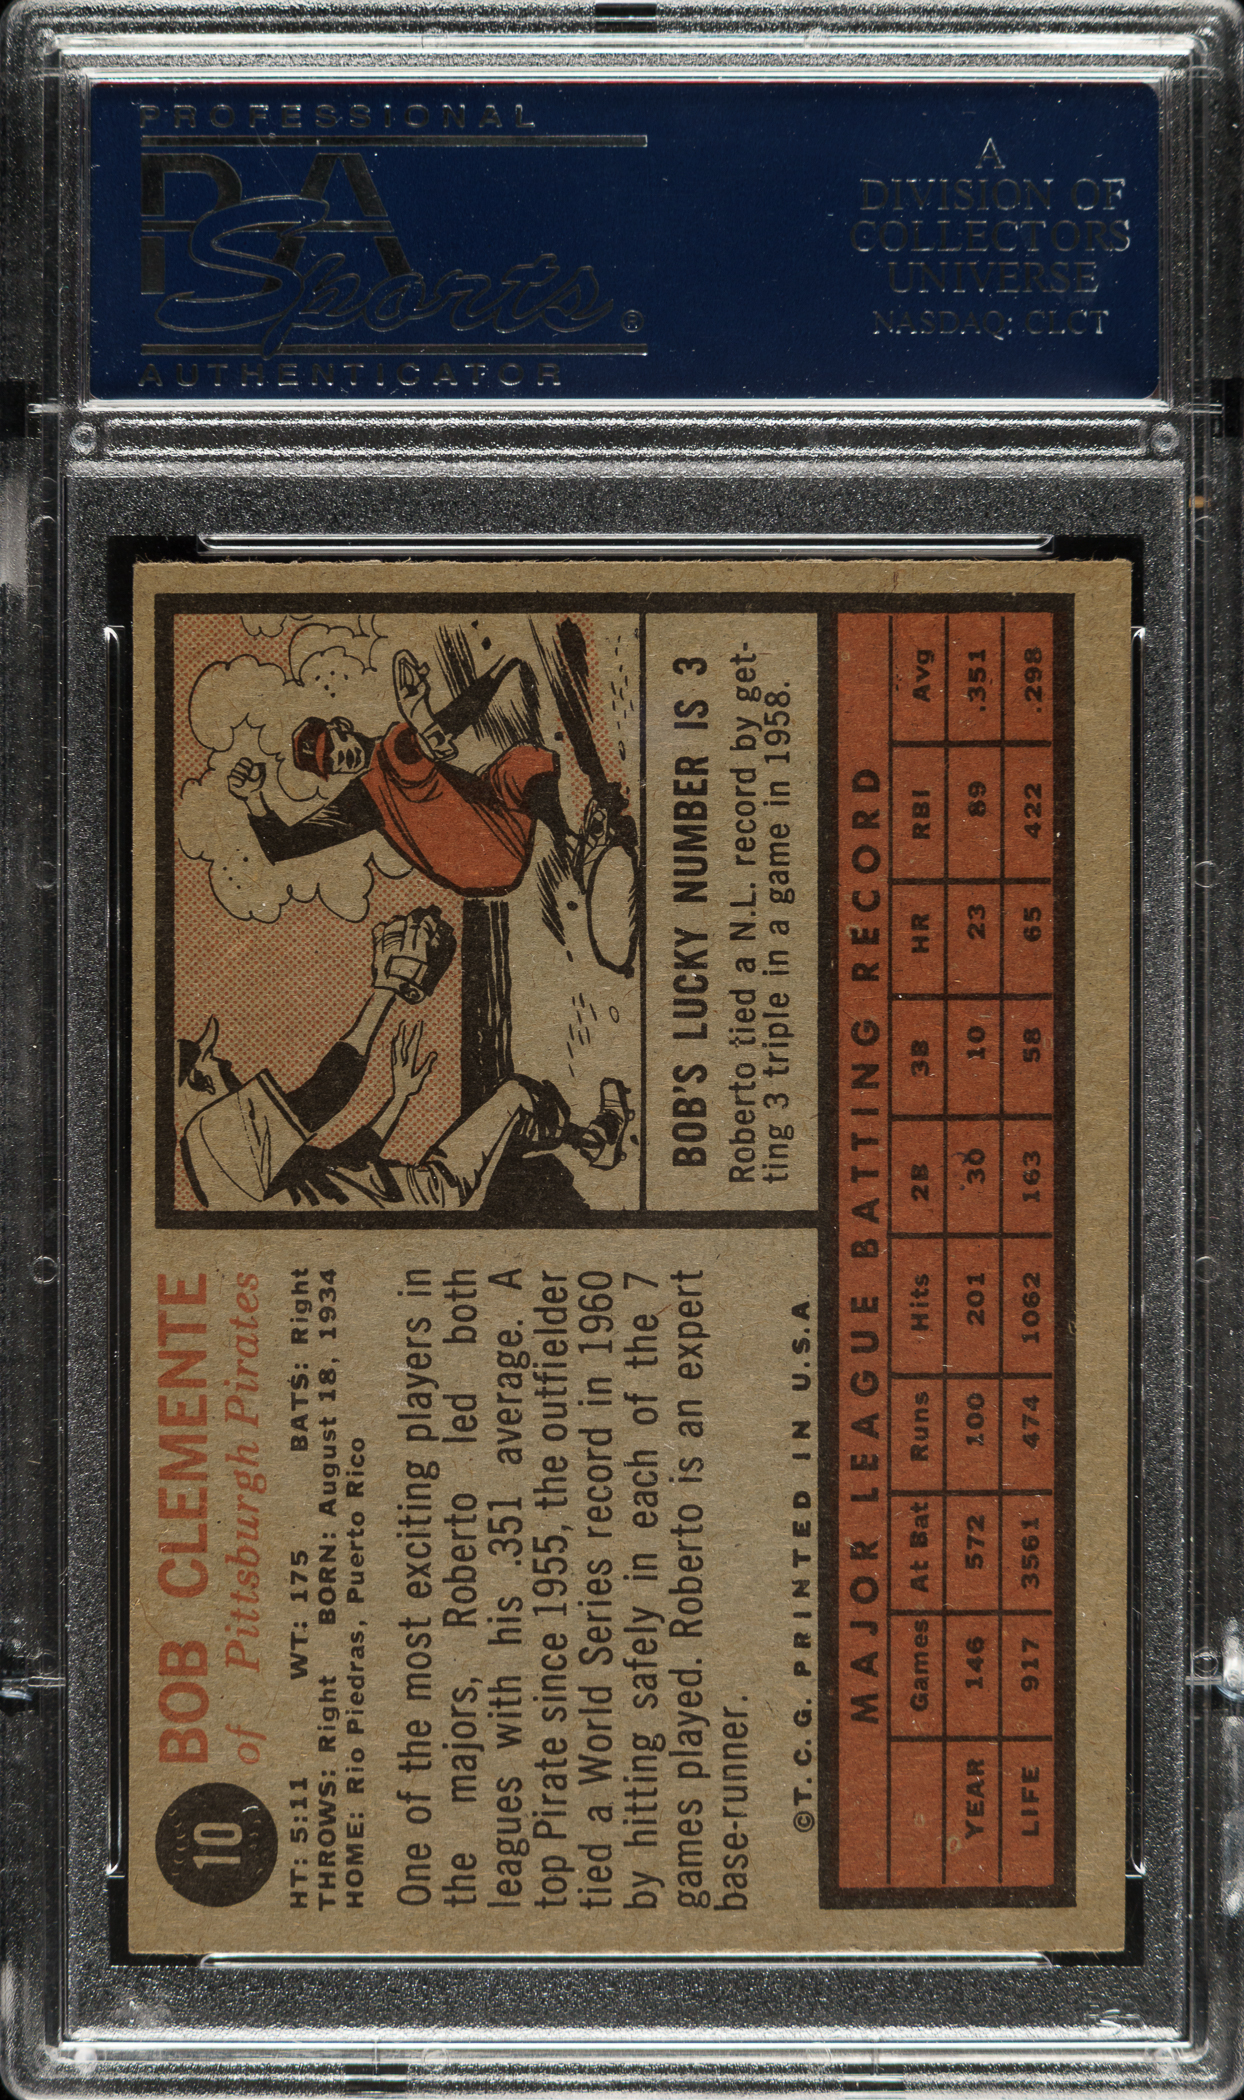 PROFESSIONAL
PSA
Sports®
AUTHENTICATOR
A
DIVISION OF
COLLECTORS
UNIVERSE
NASDAQ: CLCT
10
BOB CLEMENTE
of Pittsburgh Pirates
HT: 5:11 WT: 175 BATS: Right
THROWS: Right BORN: August 18, 1934
HOME: Rio Piedras, Puerto Rico
One of the most exciting players in
the majors, Roberto led both
leagues with his .351 average. A
top Pirate since 1955, the outfielder
tied a World Series record in 1960
by hitting safely in each of the 7
games played. Roberto is an expert
base-runner.
©T. C. G. PRINTED IN U.S.A.
BOB'S LUCKY NUMBER IS 3
Roberto tied a N.L. record by get-
ting 3 triple in a game in 1958.
MAJOR LEAGUE BATTING RECORD
Games At Bat Runs Hits 2B 3B HR RBI Avg
YEAR 146 572 100 201 30 10 23 89 .351
LIFE 917 3561 474 1062 163 58 65 422 .298